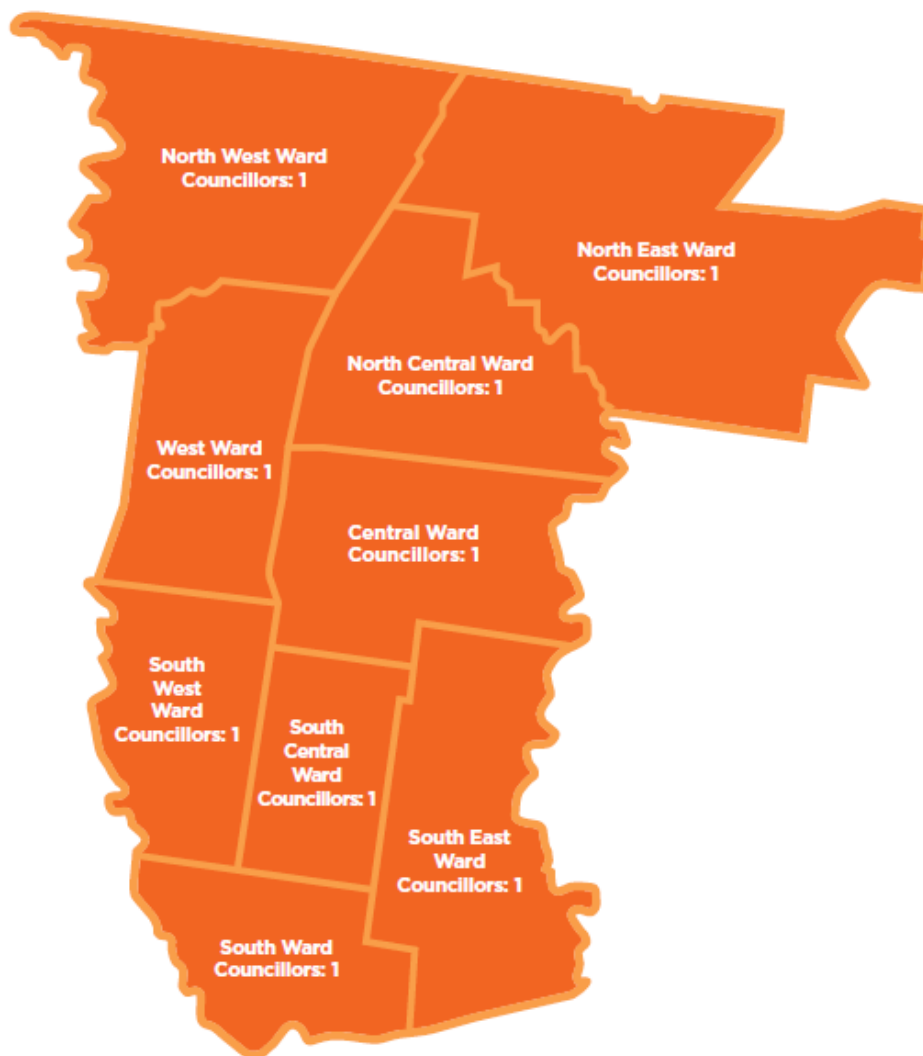 North West Ward
Councillors: 1
North East Ward
Councillors: 1
North Central Ward
Councillors: 1
West Ward
Councillors: 1
Central Ward
Councillors: 1
South
West
Ward
Councillors: 1
South
Central
Ward
Councillors: 1
South East
Ward
Councillors: 1
South Ward
Councillors: 1